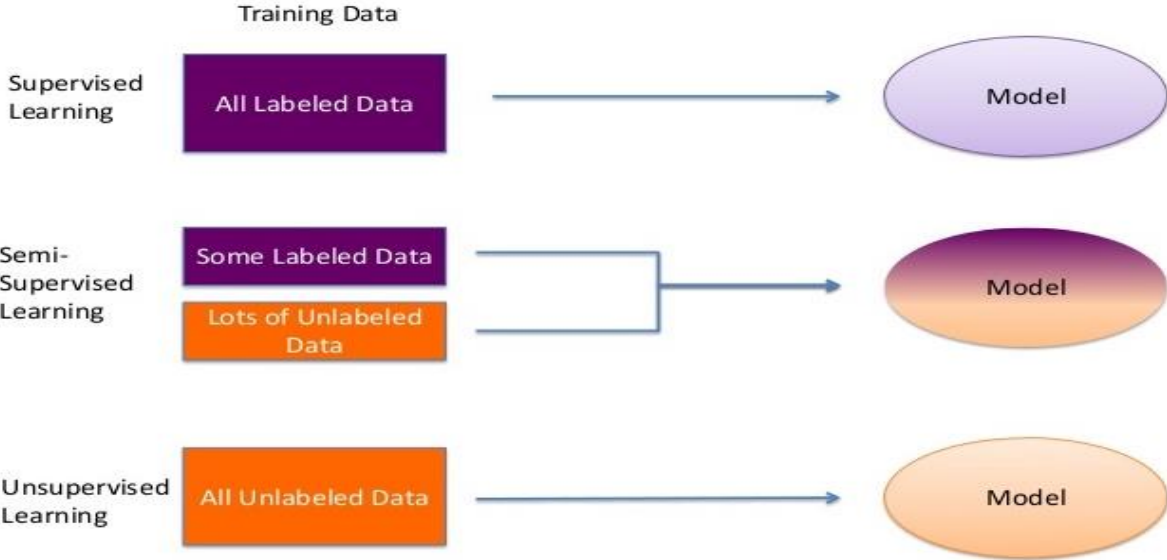 Training Data
Supervised
Learning
All Labeled Data
Model
Semi-
Supervised
Learning
Some Labeled Data
Lots of Unlabeled
Data
Model
Unsupervised
Learning
All Unlabeled Data
Model